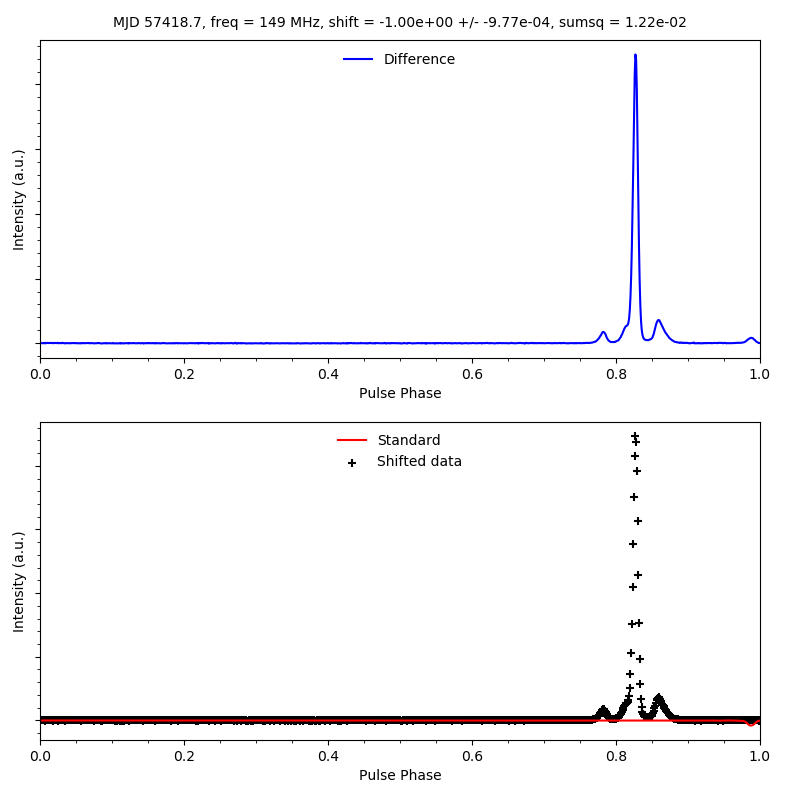 MJD 57418.7, freq = 149 MHz, shift = -1.00e+00 +/- -9.77e-04, sumsq = 1.22e-02
Difference
Intensity (a.u.)
0.0 0.2 0.4 0.6 0.8 1.0
Pulse Phase
Standard
Shifted data
Intensity (a.u.)
0.0 0.2 0.4 0.6 0.8 1.0
Pulse Phase